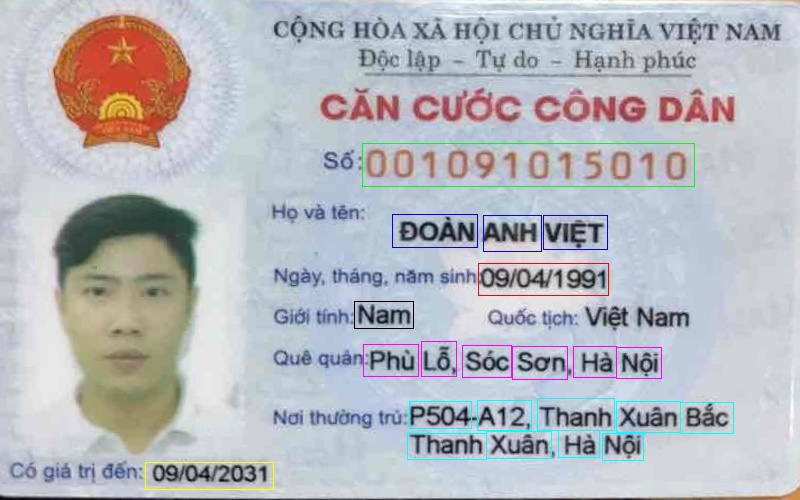 CỘNG HÒA XÃ HỘI CHỦ NGHĨA VIỆT NAM
Độc lập - Tự do - Hạnh phúc
CĂN CƯỚC CÔNG DÂN
Số: 001091015010
Họ và tên:
ĐOÀN ANH VIỆT
Ngày, tháng, năm sinh: 09/04/1991
Giới tính: Nam Quốc tịch: Việt Nam
Quê quán: Phù Lỗ, Sóc Sơn, Hà Nội
Nơi thường trú: P504-A12, Thanh Xuân Bắc
Thanh Xuân, Hà Nội
Có giá trị đến: 09/04/2031